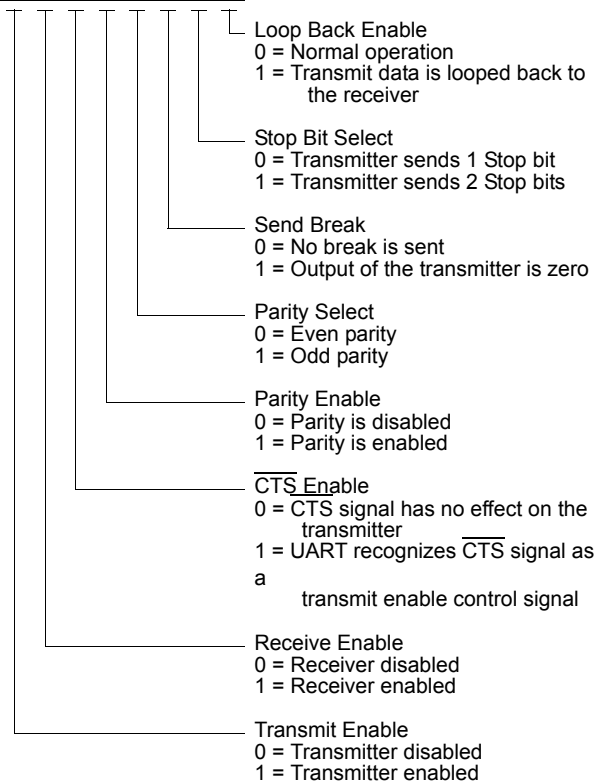 Loop Back Enable
0 = Normal operation
1 = Transmit data is looped back to
the receiver
Stop Bit Select
0 = Transmitter sends 1 Stop bit
1 = Transmitter sends 2 Stop bits
Send Break
0 = No break is sent
1 = Output of the transmitter is zero
Parity Select
0 = Even parity
1 = Odd parity
Parity Enable
0 = Parity is disabled
1 = Parity is enabled
CTS Enable
0 = CTS signal has no effect on the
transmitter
1 = UART recognizes CTS signal as
a
transmit enable control signal
Receive Enable
0 = Receiver disabled
1 = Receiver enabled
Transmit Enable
0 = Transmitter disabled
1 = Transmitter enabled